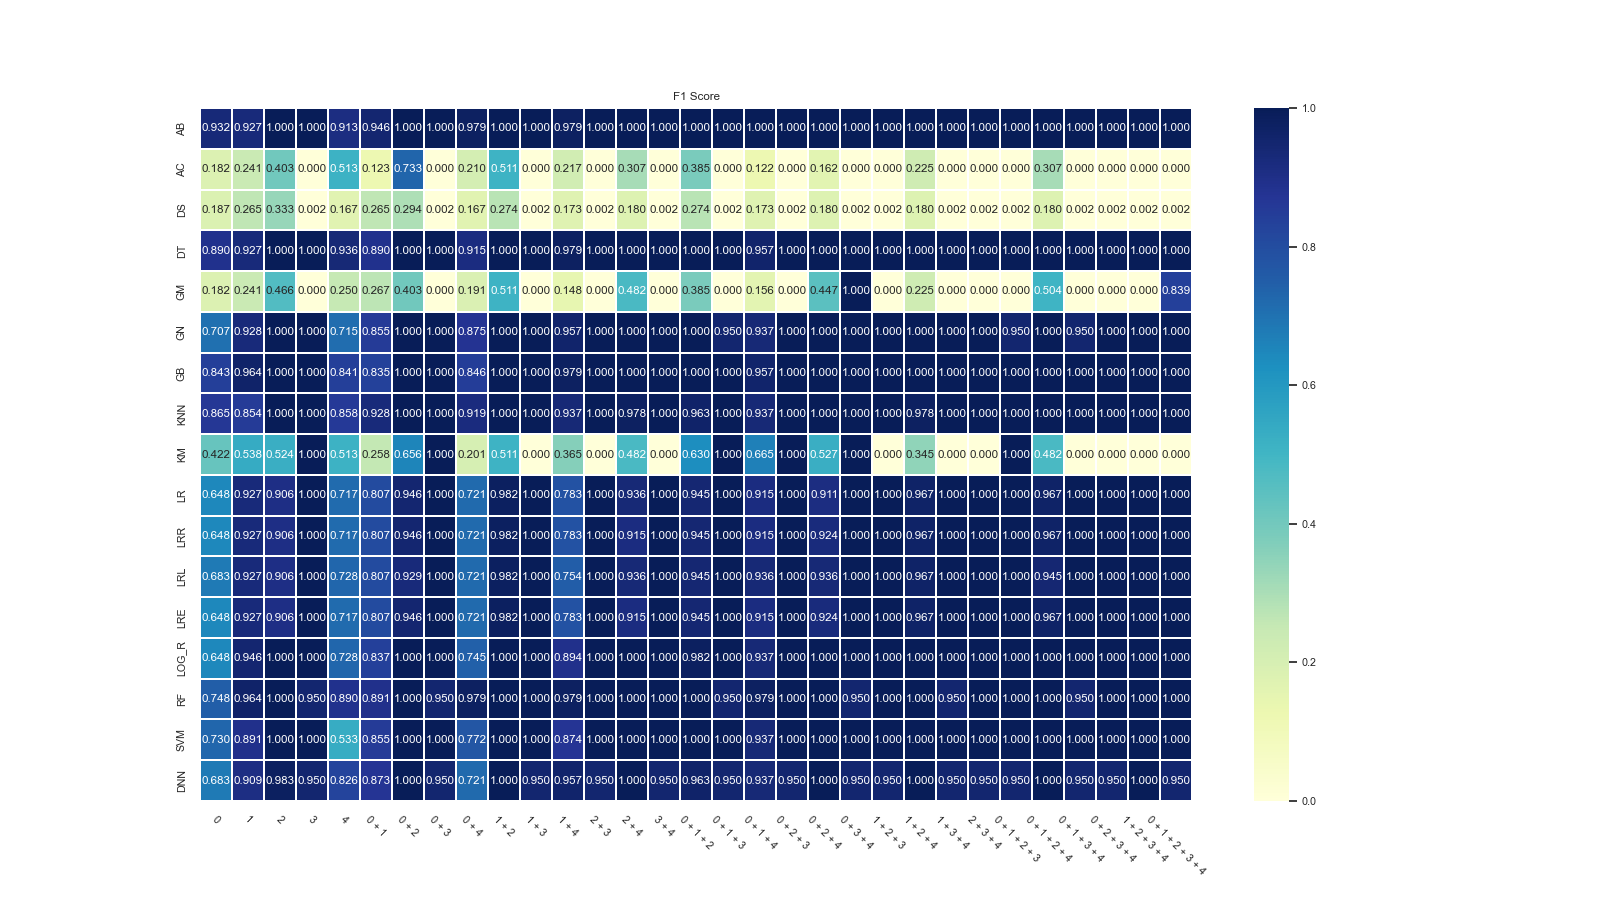 F1 Score
AB 0.932 0.927 1.000 1.000 0.913 0.946 1.000 1.000 0.979 1.000 1.000 0.979 1.000 1.000 1.000 1.000 1.000 1.000 1.000 1.000 1.000 1.000 1.000 1.000 1.000 1.000 1.000 1.000 1.000 1.000 1.000
AC 0.182 0.241 0.403 0.000 0.513 0.123 0.733 0.000 0.210 0.511 0.000 0.217 0.000 0.307 0.000 0.385 0.000 0.122 0.000 0.162 0.000 0.000 0.225 0.000 0.000 0.000 0.307 0.000 0.000 0.000 0.000
DS 0.187 0.265 0.333 0.002 0.167 0.265 0.294 0.002 0.167 0.274 0.002 0.173 0.002 0.180 0.002 0.274 0.002 0.173 0.002 0.180 0.002 0.002 0.180 0.002 0.002 0.002 0.180 0.002 0.002 0.002 0.002
DT 0.890 0.927 1.000 1.000 0.936 0.890 1.000 1.000 0.915 1.000 1.000 0.979 1.000 1.000 1.000 1.000 1.000 0.957 1.000 1.000 1.000 1.000 1.000 1.000 1.000 1.000 1.000 1.000 1.000 1.000 1.000
GM 0.182 0.241 0.466 0.000 0.250 0.267 0.403 0.000 0.191 0.511 0.000 0.148 0.000 0.482 0.000 0.385 0.000 0.156 0.000 0.447 1.000 0.000 0.225 0.000 0.000 0.000 0.504 0.000 0.000 0.000 0.839
GN 0.707 0.928 1.000 1.000 0.715 0.855 1.000 1.000 0.875 1.000 1.000 0.957 1.000 1.000 1.000 1.000 0.950 0.937 1.000 1.000 1.000 1.000 1.000 1.000 1.000 0.950 1.000 0.950 1.000 1.000 1.000
GB 0.843 0.964 1.000 1.000 0.841 0.835 1.000 1.000 0.846 1.000 1.000 0.979 1.000 1.000 1.000 1.000 1.000 0.957 1.000 1.000 1.000 1.000 1.000 1.000 1.000 1.000 1.000 1.000 1.000 1.000 1.000
KNN 0.865 0.854 1.000 1.000 0.858 0.928 1.000 1.000 0.919 1.000 1.000 0.937 1.000 0.978 1.000 0.963 1.000 0.937 1.000 1.000 1.000 1.000 0.978 1.000 1.000 1.000 1.000 1.000 1.000 1.000 1.000
KM 0.422 0.538 0.524 1.000 0.513 0.258 0.656 1.000 0.201 0.511 0.000 0.365 0.000 0.482 0.000 0.630 1.000 0.665 1.000 0.527 1.000 0.000 0.345 0.000 0.000 1.000 0.482 0.000 0.000 0.000 0.000
LR 0.648 0.927 0.906 1.000 0.717 0.807 0.946 1.000 0.721 0.982 1.000 0.783 1.000 0.936 1.000 0.945 1.000 0.915 1.000 0.911 1.000 1.000 0.967 1.000 1.000 1.000 0.967 1.000 1.000 1.000 1.000
LRR 0.648 0.927 0.906 1.000 0.717 0.807 0.946 1.000 0.721 0.982 1.000 0.783 1.000 0.915 1.000 0.945 1.000 0.915 1.000 0.924 1.000 1.000 0.967 1.000 1.000 1.000 0.967 1.000 1.000 1.000 1.000
LRL 0.683 0.927 0.906 1.000 0.728 0.807 0.929 1.000 0.721 0.982 1.000 0.754 1.000 0.936 1.000 0.945 1.000 0.936 1.000 0.936 1.000 1.000 0.967 1.000 1.000 1.000 0.945 1.000 1.000 1.000 1.000
LRE 0.648 0.927 0.906 1.000 0.717 0.807 0.946 1.000 0.721 0.982 1.000 0.783 1.000 0.915 1.000 0.945 1.000 0.915 1.000 0.924 1.000 1.000 0.967 1.000 1.000 1.000 0.967 1.000 1.000 1.000 1.000
LOG_R 0.648 0.946 1.000 1.000 0.728 0.837 1.000 1.000 0.745 1.000 1.000 0.894 1.000 1.000 1.000 0.982 1.000 0.937 1.000 1.000 1.000 1.000 1.000 1.000 1.000 1.000 1.000 1.000 1.000 1.000 1.000
RF 0.748 0.964 1.000 0.950 0.890 0.891 1.000 0.950 0.979 1.000 1.000 0.979 1.000 1.000 1.000 1.000 0.950 0.979 1.000 1.000 0.950 1.000 1.000 0.950 1.000 1.000 1.000 0.950 1.000 1.000 1.000
SVM 0.730 0.891 1.000 1.000 0.533 0.855 1.000 1.000 0.772 1.000 1.000 0.874 1.000 1.000 1.000 1.000 1.000 0.937 1.000 1.000 1.000 1.000 1.000 1.000 1.000 1.000 1.000 1.000 1.000 1.000 1.000
DNN 0.683 0.909 0.983 0.950 0.826 0.873 1.000 0.950 0.721 1.000 0.950 0.957 0.950 1.000 0.950 0.963 0.950 0.937 0.950 1.000 0.950 0.950 1.000 0.950 0.950 0.950 1.000 0.950 0.950 1.000 0.950
0 1 2 3 4 0 + 1 0 + 2 0 + 3 0 + 4 1 + 2 1 + 3 1 + 4 2 + 3 2 + 4 3 + 4 0 + 1 + 2 0 + 1 + 3 0 + 1 + 4 0 + 2 + 3 0 + 2 + 4 0 + 3 + 4 1 + 2 + 3 1 + 2 + 4 1 + 3 + 4 2 + 3 + 4 0 + 1 + 2 + 3 0 + 1 + 2 + 4 0 + 1 + 3 + 4 0 + 2 + 3 + 4 1 + 2 + 3 + 4 0 + 1 + 2 + 3 + 4
1.0
0.8
0.6
0.4
0.2
0.0